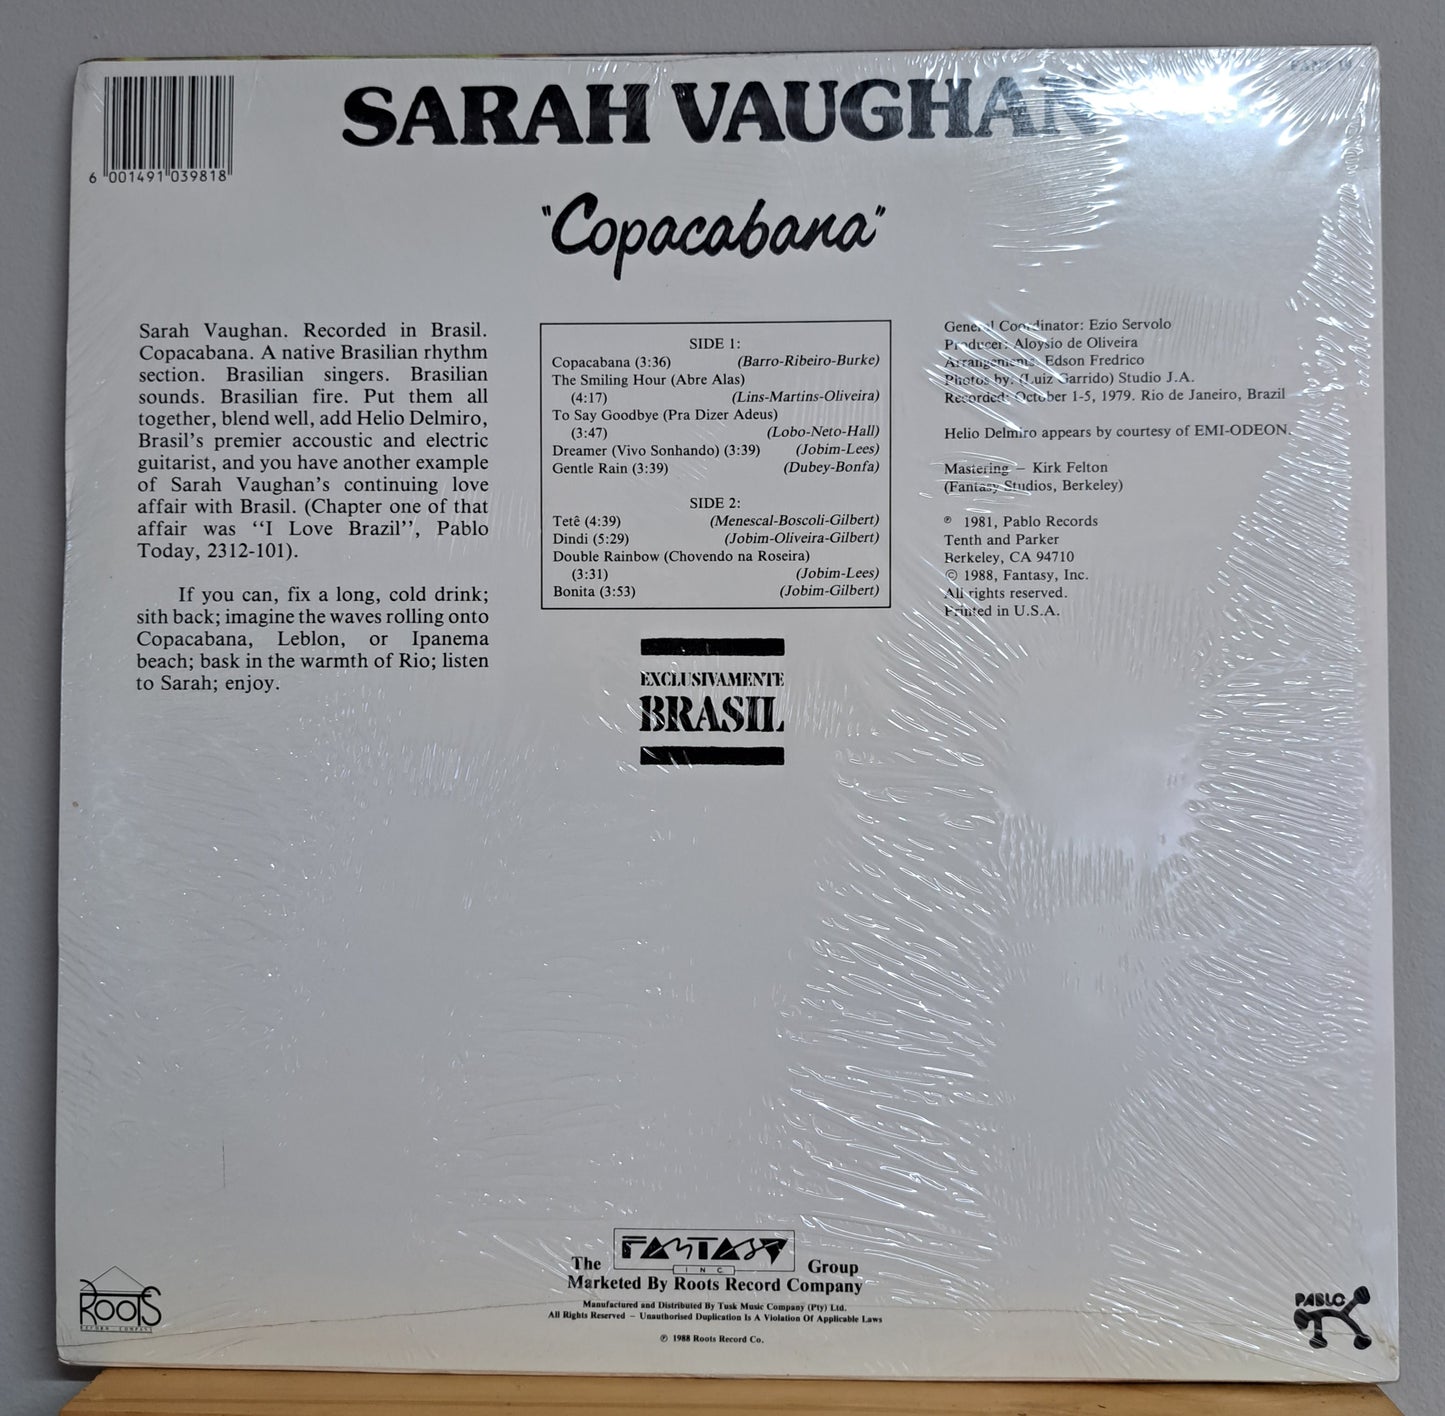 6 001491 039818
SARAH VAUGHAN
"Copacabana"
Sarah Vaughan. Recorded in Brasil.
Copacabana. A native Brasilian rhythm
section. Brasilian singers. Brasilian
sounds. Brasilian fire. Put them all
together, blend well, add Helio Delmiro,
Brasil's premier accoustic and electric
guitarist, and you have another example
of Sarah Vaughan's continuing love
affair with Brasil. (Chapter one of that
affair was "I Love Brazil", Pablo
Today, 2312-101).
If you can, fix a long, cold drink;
sith back; imagine the waves rolling onto
Copacabana, Leblon, or Ipanema
beach; bask in the warmth of Rio; listen
to Sarah; enjoy.
SIDE 1:
Copacabana (3:36) (Barro-Ribeiro-Burke)
The Smiling Hour (Abre Alas)
(4:17) (Lins-Martins-Oliveira)
To Say Goodbye (Pra Dizer Adeus)
(3:47) (Lobo-Neto-Hall)
Dreamer (Vivo Sonhando) (3:39) (Jobim-Lees)
Gentle Rain (3:39) (Dubey-Bonfa)
SIDE 2:
Tetê (4:39) (Menescal-Boscoli-Gilbert)
Dindi (5:29) (Jobim-Oliveira-Gilbert)
Double Rainbow (Chovendo na Roseira)
(3:31) (Jobim-Lees)
Bonita (3:53) (Jobim-Gilbert)
EXCLUSIVAMENTE
BRASIL
General Coordinator: Ezio Servolo
Producer: Aloysio de Oliveira
Arrangements: Edson Fredrico
Photos by: (Luiz Garrido) Studio J.A.
Recorded: October 1-5, 1979. Rio de Janeiro, Brazil
Helio Delmiro appears by courtesy of EMI-ODEON.
Mastering – Kirk Felton
(Fantasy Studios, Berkeley)
℗ 1981, Pablo Records
Tenth and Parker
Berkeley, CA 94710
© 1988, Fantasy, Inc.
All rights reserved.
Printed in U.S.A.
The FANTASY INC Group
Marketed By Roots Record Company
Manufactured and Distributed By Tusk Music Company (Pty) Ltd.
All Rights Reserved – Unauthorised Duplication Is A Violation Of Applicable Laws
℗ 1988 Roots Record Co.
ROOTS
RECORD COMPANY
PABLO